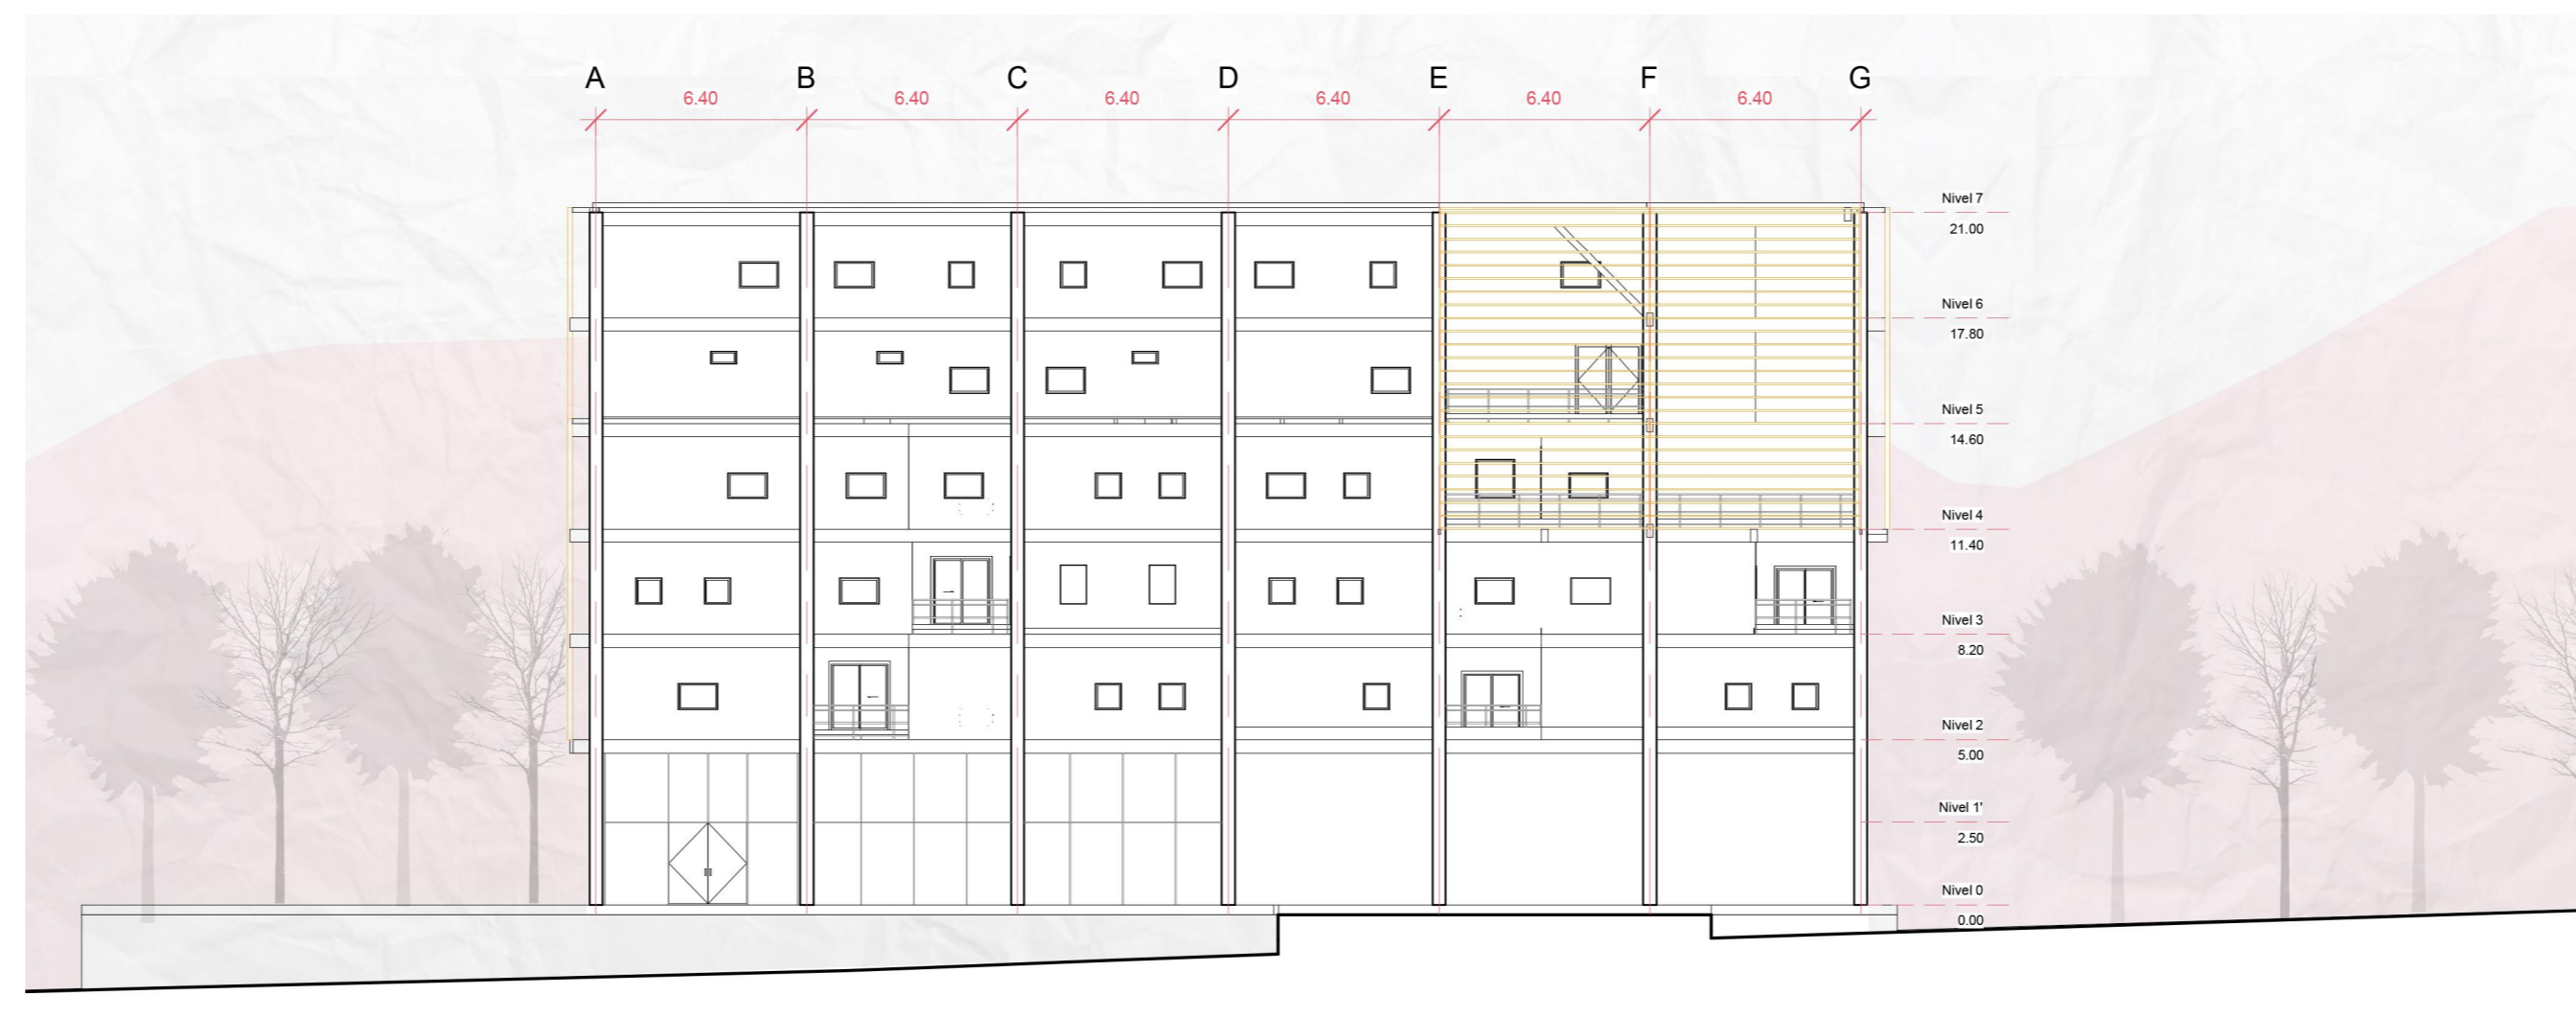 A B C D E F G
6.40 6.40 6.40 6.40 6.40 6.40
Nivel 7
21.00
Nivel 6
17.80
Nivel 5
14.60
Nivel 4
11.40
Nivel 3
8.20
Nivel 2
5.00
Nivel 1'
2.50
Nivel 0
0.00